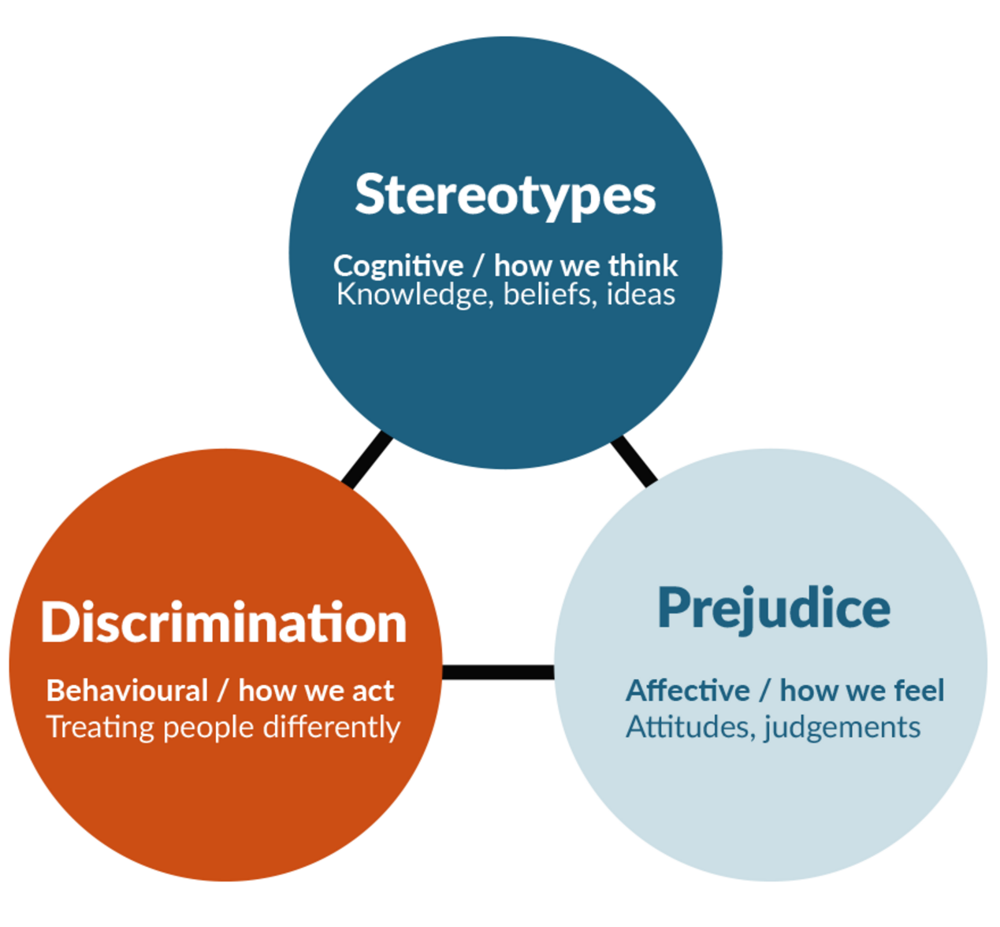 Stereotypes
Cognitive / how we think
Knowledge, beliefs, ideas
Discrimination
Behavioural / how we act
Treating people differently
Prejudice
Affective / how we feel
Attitudes, judgements